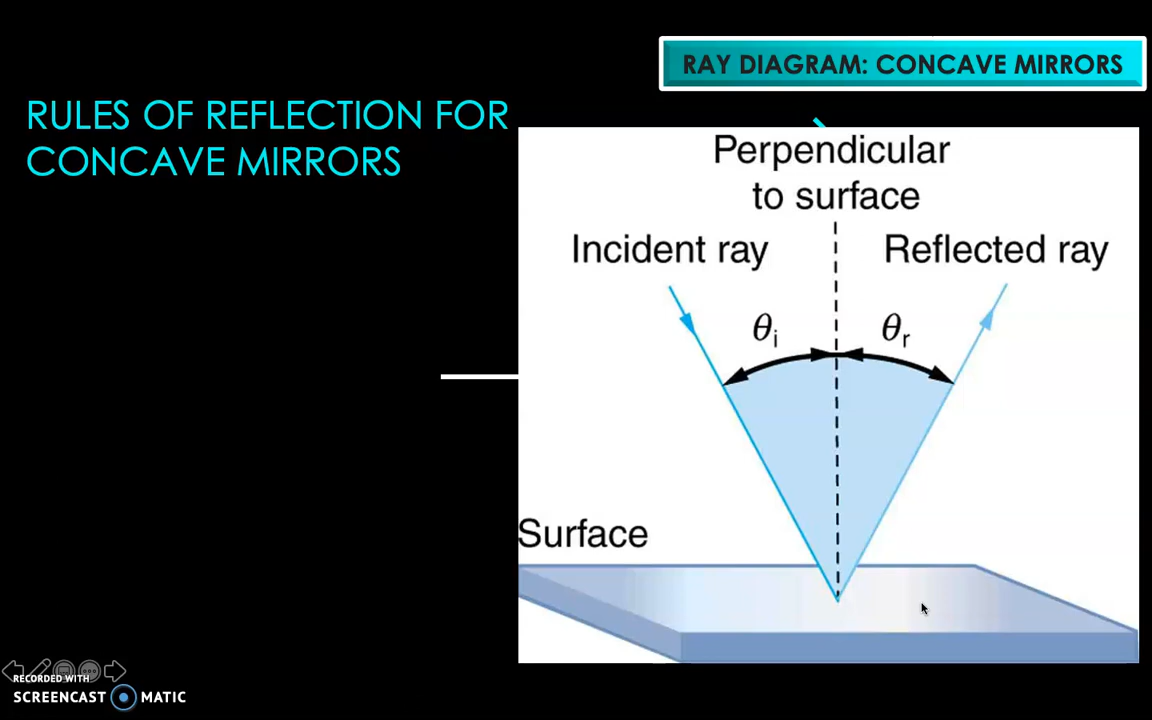 RAY DIAGRAM: CONCAVE MIRRORS
RULES OF REFLECTION FOR
CONCAVE MIRRORS
Perpendicular
to surface
Incident ray
Reflected ray
θi
θr
Surface
RECORDED WITH
SCREENCAST MATIC